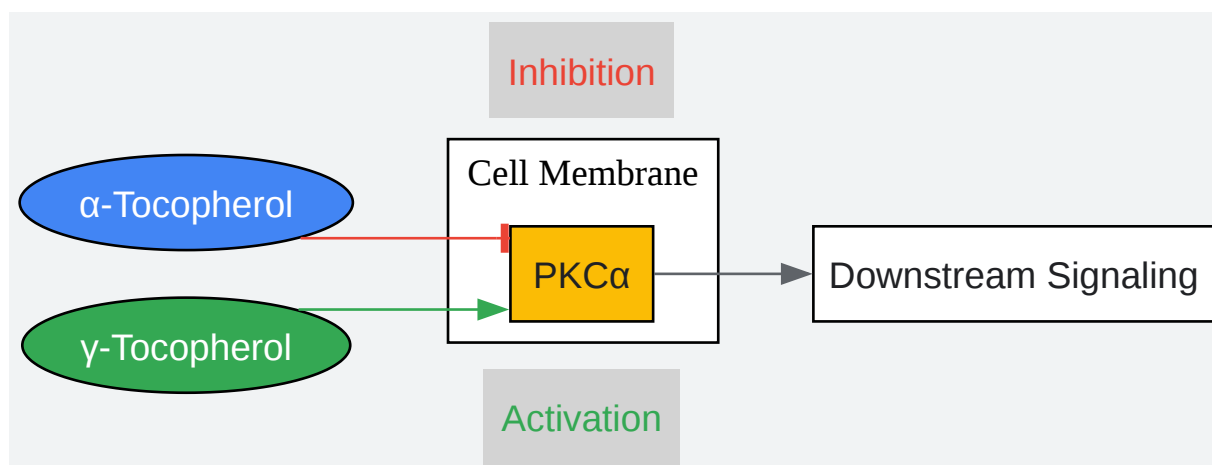 Inhibition
Cell Membrane
α-Tocopherol
PKCα
Downstream Signaling
γ-Tocopherol
Activation